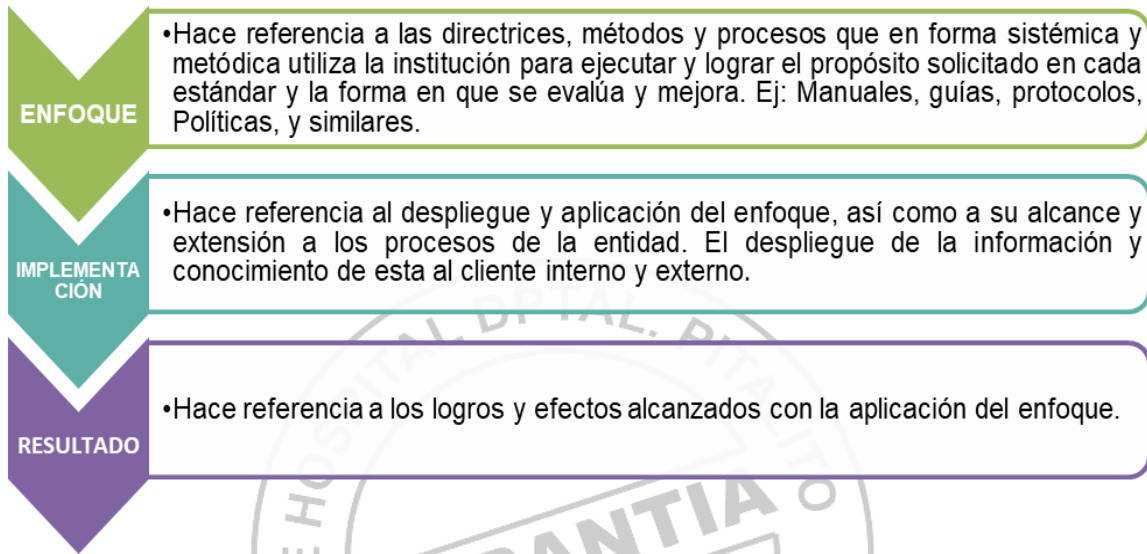 ENFOQUE
•Hace referencia a las directrices, métodos y procesos que en forma sistémica y
metódica utiliza la institución para ejecutar y lograr el propósito solicitado en cada
estándar y la forma en que se evalúa y mejora. Ej: Manuales, guías, protocolos,
Políticas, y similares.
IMPLEMENTA
CIÓN
•Hace referencia al despliegue y aplicación del enfoque, así como a su alcance y
extensión a los procesos de la entidad. El despliegue de la información y
conocimiento de esta al cliente interno y externo.
RESULTADO
•Hace referencia a los logros y efectos alcanzados con la aplicación del enfoque.
HOSPITAL DPTAL. PITALITO